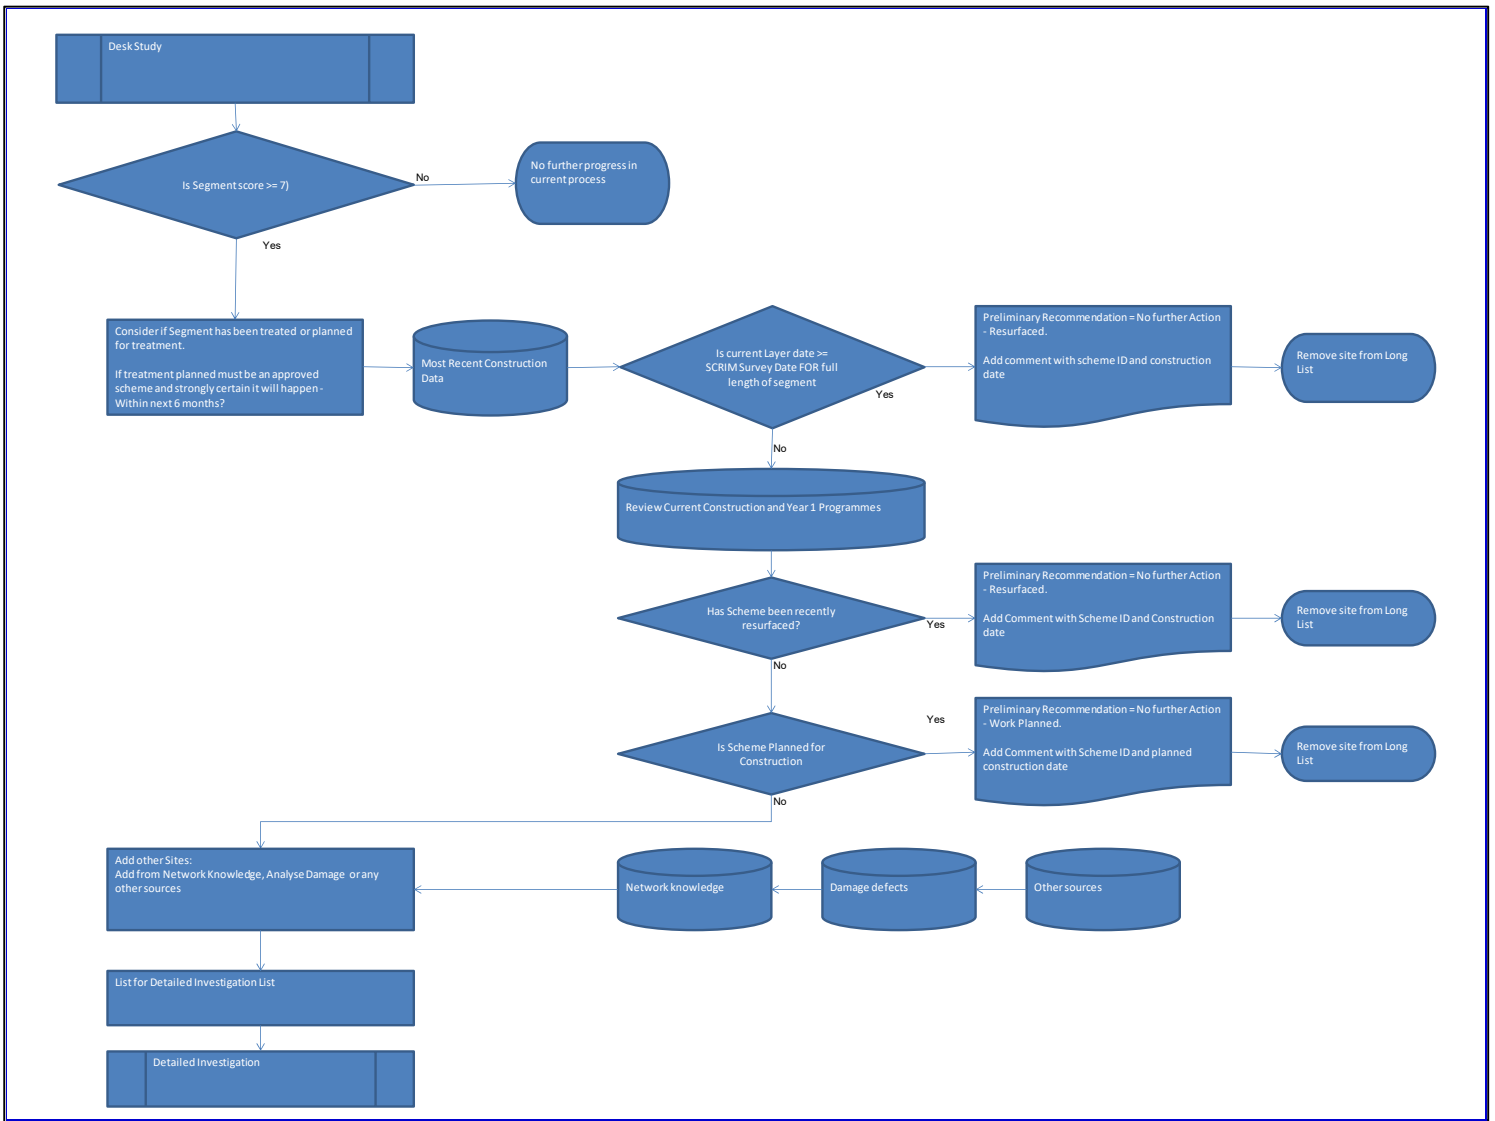 Desk Study
Is Segment score >= 7)
No
No further progress in
current process
Yes
Consider if Segment has been treated or planned
for treatment.
If treatment planned must be an approved
scheme and strongly certain it will happen -
Within next 6 months?
Most Recent Construction
Data
Is current Layer date >=
SCRIM Survey Date FOR full
length of segment
Yes
Preliminary Recommendation = No further Action
- Resurfaced.
Add comment with scheme ID and construction
date
Remove site from Long
List
No
Review Current Construction and Year 1 Programmes
Has Scheme been recently
resurfaced?
Yes
Preliminary Recommendation = No further Action
- Resurfaced.
Add Comment with Scheme ID and Construction
date
Remove site from Long
List
No
Is Scheme Planned for
Construction
Yes
Preliminary Recommendation = No further Action
- Work Planned.
Add Comment with Scheme ID and planned
construction date
Remove site from Long
List
No
Add other Sites:
Add from Network Knowledge, Analyse Damage or any
other sources
Network knowledge
Damage defects
Other sources
List for Detailed Investigation List
Detailed Investigation